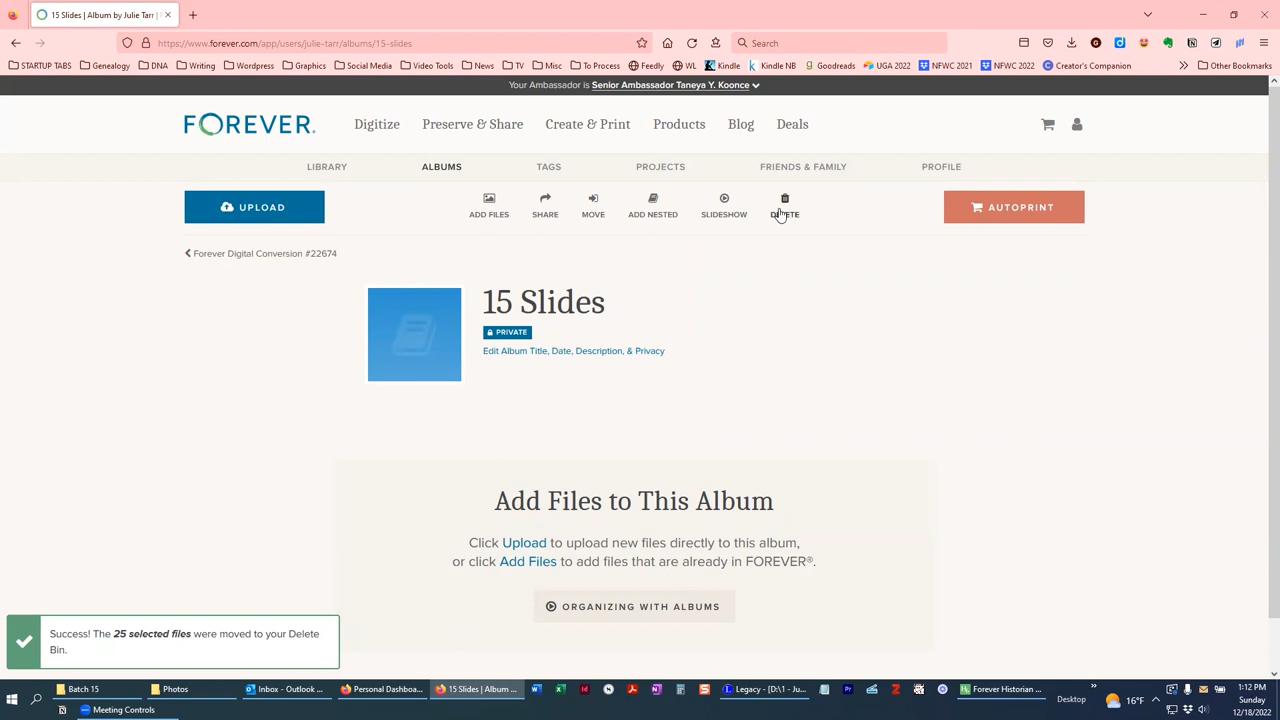 15 Slides | Album by Julie Tarr |
https://www.forever.com/app/users/julie-tarr/albums/15-slides
Search
STARTUP TABS
Genealogy
DNA
Writing
Wordpress
Graphics
Social Media
Video Tools
News
TV
Misc
To Process
Feedly
WL
Kindle
Kindle NB
Goodreads
UGA 2022
NFWC 2021
NFWC 2022
Creator's Companion
Other Bookmarks
Your Ambassador is Senior Ambassador Taneya Y. Koonce
FOREVER.
Digitize
Preserve & Share
Create & Print
Products
Blog
Deals
LIBRARY
ALBUMS
TAGS
PROJECTS
FRIENDS & FAMILY
PROFILE
UPLOAD
ADD FILES
SHARE
MOVE
ADD NESTED
SLIDESHOW
DELETE
AUTOPRINT
Forever Digital Conversion #22674
15 Slides
PRIVATE
Edit Album Title, Date, Description, & Privacy
Add Files to This Album
Click Upload to upload new files directly to this album,
or click Add Files to add files that are already in FOREVER®.
ORGANIZING WITH ALBUMS
Success! The 25 selected files were moved to your Delete
Bin.
Batch 15
Photos
Inbox - Outlook ...
Personal Dashboa...
15 Slides | Album ...
Legacy - [D:\1 - Ju...
Forever Historian ...
Desktop
16°F
1:12 PM
Sunday
12/18/2022
Meeting Controls